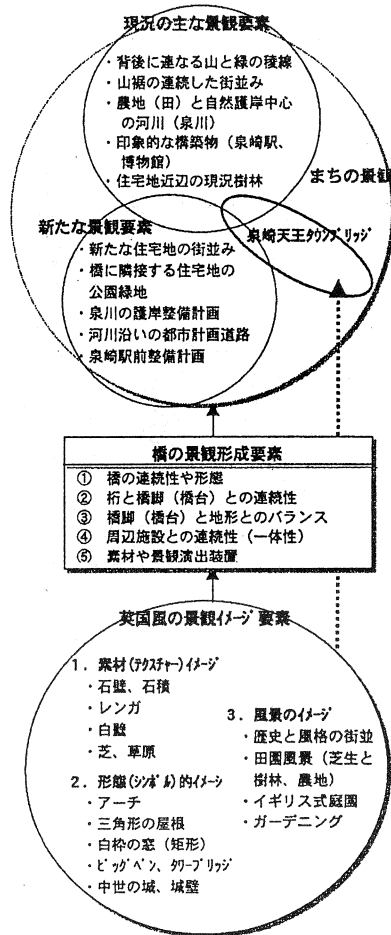 現況の主な景観要素
・背後に連なる山と緑の稜線
・山裾の連続した街並み
・農地（田）と自然護岸中心
の河川（泉川）
・印象的な構築物（泉崎駅、
博物館）
・住宅地近辺の現況樹林
まちの景観
泉崎天王タウンブリッジ
新たな景観要素
・新たな住宅地の街並み
・橋に隣接する住宅地の
公園緑地
・泉川の護岸整備計画
・河川沿いの都市計画道路
・泉崎駅前整備計画
橋の景観形成要素
① 橋の連続性や形態
② 桁と橋脚（橋台）との連続性
③ 橋脚（橋台）と地形とのバランス
④ 周辺施設との連続性（一体性）
⑤ 素材や景観演出装置
英国風の景観イメージ要素
1．素材(テクスチャー)イメージ
・石壁、石積
・レンガ
・白壁
・芝、草原
2．形態(シンボル)的イメーシ
・アーチ
・三角形の屋根
・白枠の窓（矩形）
・ビッグベン、タワーブリッジ
・中世の城、城壁
3．風景のイメージ
・歴史と風格の街並
・田園風景（芝生と
樹林、農地）
・イギリス式庭園
・ガーデニング